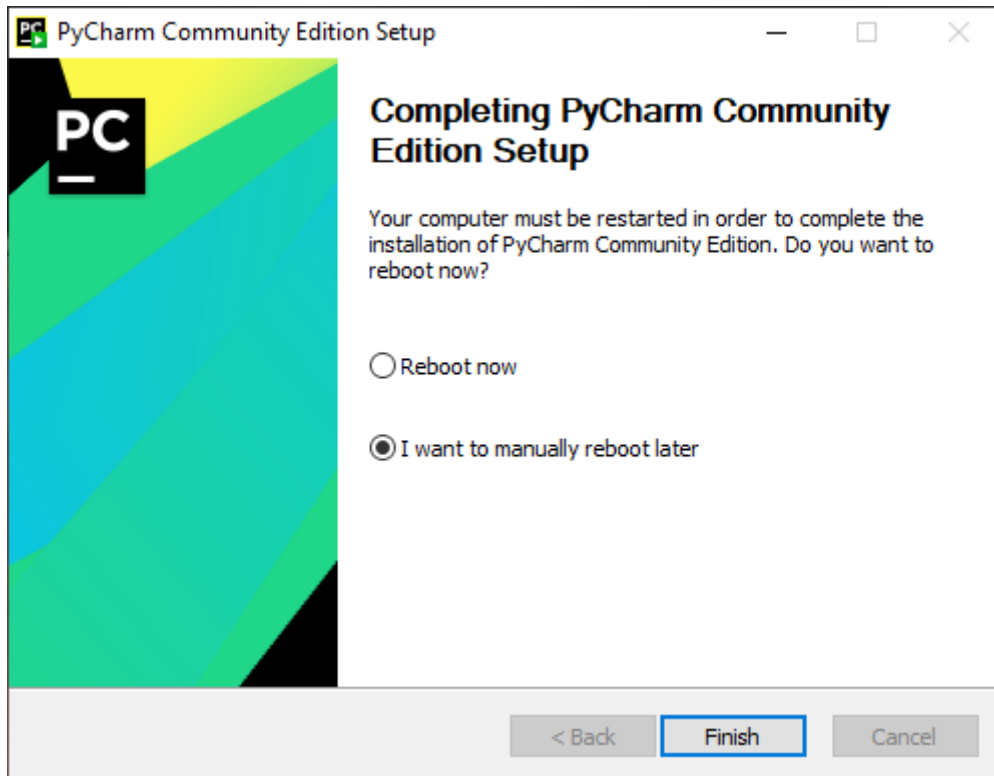 PyCharm Community Edition Setup
PC
Completing PyCharm Community
Edition Setup
Your computer must be restarted in order to complete the
installation of PyCharm Community Edition. Do you want to
reboot now?
Reboot now
I want to manually reboot later
< Back Finish Cancel